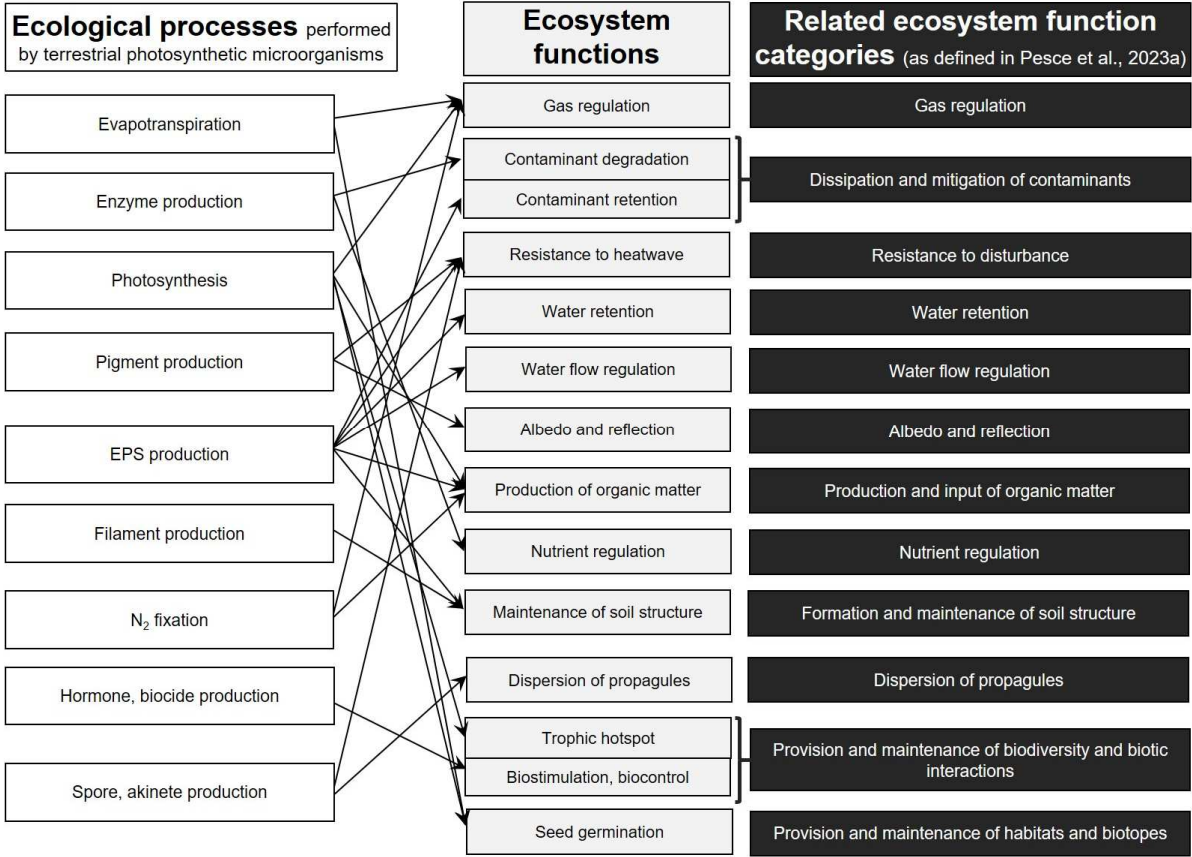 Ecological processes performed
by terrestrial photosynthetic microorganisms
Evapotranspiration
Enzyme production
Photosynthesis
Pigment production
EPS production
Filament production
N₂ fixation
Hormone, biocide production
Spore, akinete production
Ecosystem
functions
Gas regulation
Contaminant degradation
Contaminant retention
Resistance to heatwave
Water retention
Water flow regulation
Albedo and reflection
Production of organic matter
Nutrient regulation
Maintenance of soil structure
Dispersion of propagules
Trophic hotspot
Biostimulation, biocontrol
Seed germination
Related ecosystem function
categories (as defined in Pesce et al., 2023a)
Gas regulation
Dissipation and mitigation of contaminants
Resistance to disturbance
Water retention
Water flow regulation
Albedo and reflection
Production and input of organic matter
Nutrient regulation
Formation and maintenance of soil structure
Dispersion of propagules
Provision and maintenance of biodiversity and biotic
interactions
Provision and maintenance of habitats and biotopes